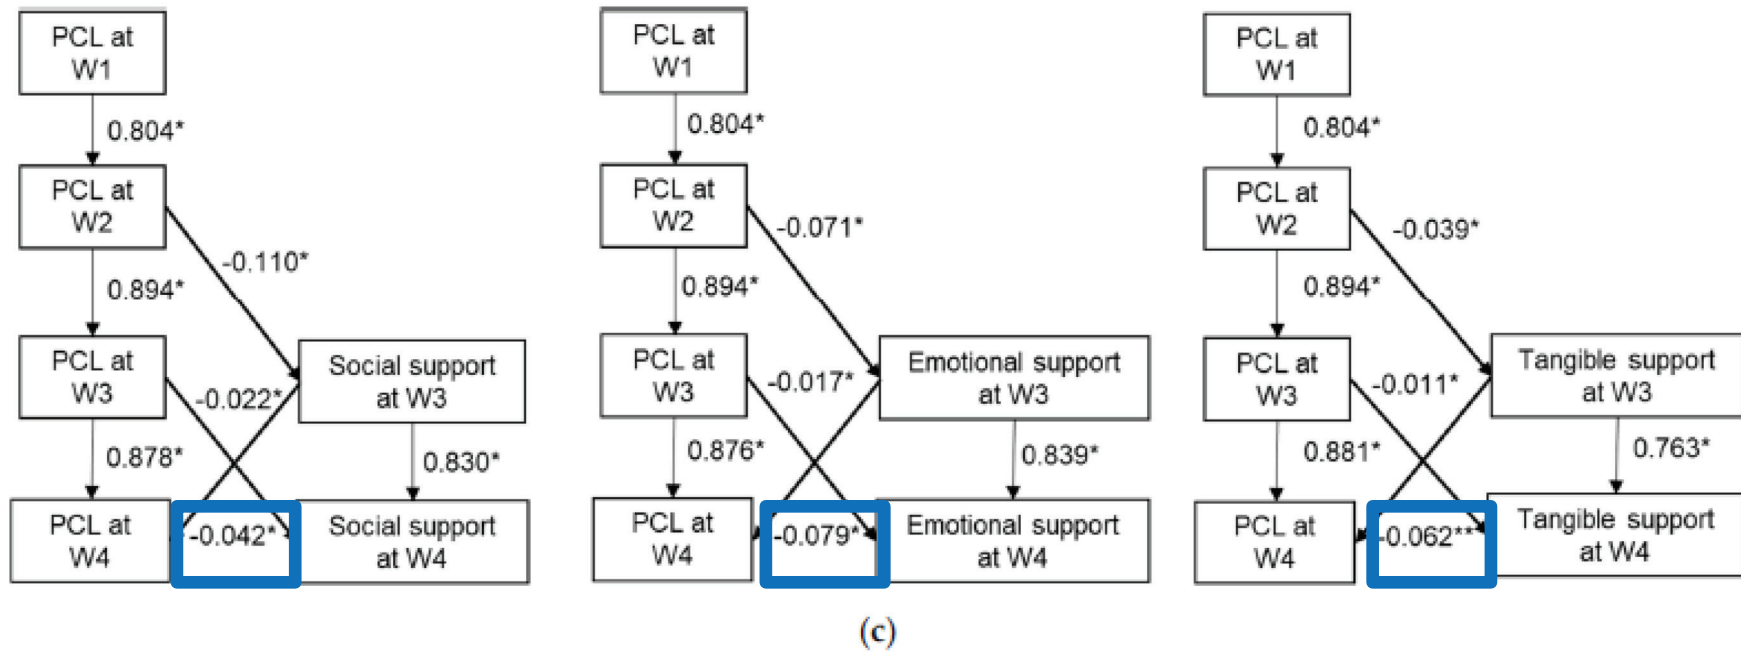 PCL at
W1
0.804*
PCL at
W2
-0.110*
0.894*
PCL at
W3
Social support
at W3
-0.022*
0.878*
0.830*
PCL at
W4
-0.042*
Social support
at W4
PCL at
W1
0.804*
PCL at
W2
-0.071*
0.894*
PCL at
W3
Emotional support
at W3
-0.017*
0.876*
0.839*
PCL at
W4
-0.079*
Emotional support
at W4
PCL at
W1
0.804*
PCL at
W2
-0.039*
0.894*
PCL at
W3
Tangible support
at W3
-0.011*
0.881*
0.763*
PCL at
W4
-0.062**
Tangible support
at W4
(c)